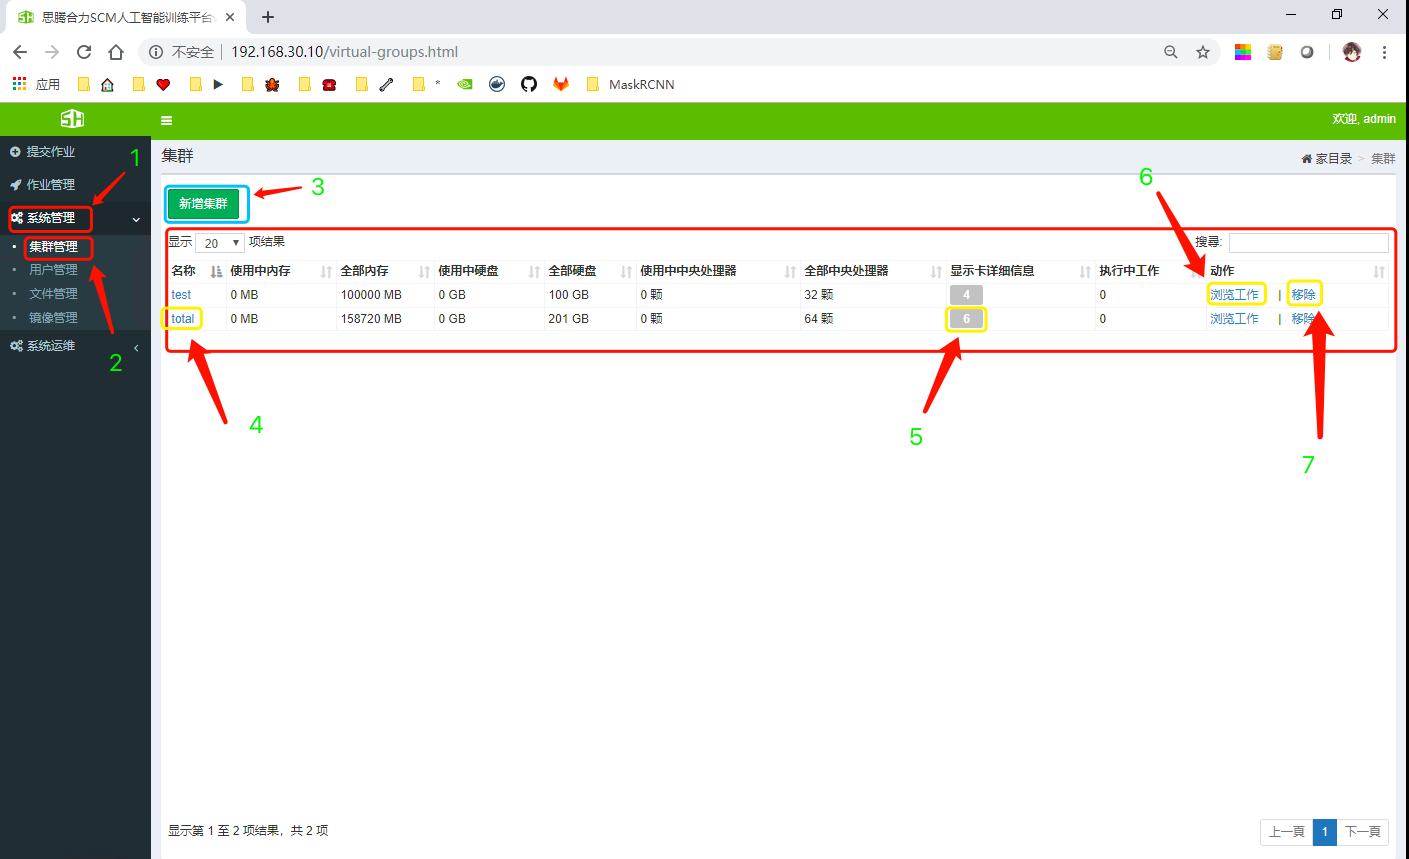 思腾合力SCM人工智能训练平台
不安全 192.168.30.10/virtual-groups.html
应用 * MaskRCNN
SH 欢迎, admin
提交作业
作业管理
系统管理
集群管理
用户管理
文件管理
镜像管理
系统运维
1
2
集群 家目录 > 集群
新增集群 3
6
显示 20 项结果 搜尋:
名称 使用中内存 全部内存 使用中硬盘 全部硬盘 使用中中央处理器 全部中央处理器 显示卡详细信息 执行中工作 动作
test 0 MB 100000 MB 0 GB 100 GB 0 颗 32 颗 4 0 浏览工作 | 移除
total 0 MB 158720 MB 0 GB 201 GB 0 颗 64 颗 6 0 浏览工作 | 移除
4
5
7
显示第 1 至 2 项结果，共 2 项 上一頁 1 下一頁